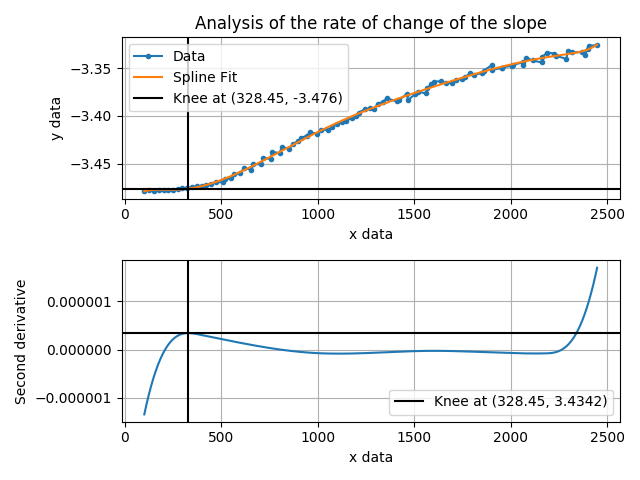 Analysis of the rate of change of the slope
Data
Spline Fit
Knee at (328.45, -3.476)
−3.35
−3.40
−3.45
y data
0
500
1000
1500
2000
2500
x data
0.000001
0.000000
−0.000001
Second derivative
Knee at (328.45, 3.4342)
0
500
1000
1500
2000
2500
x data